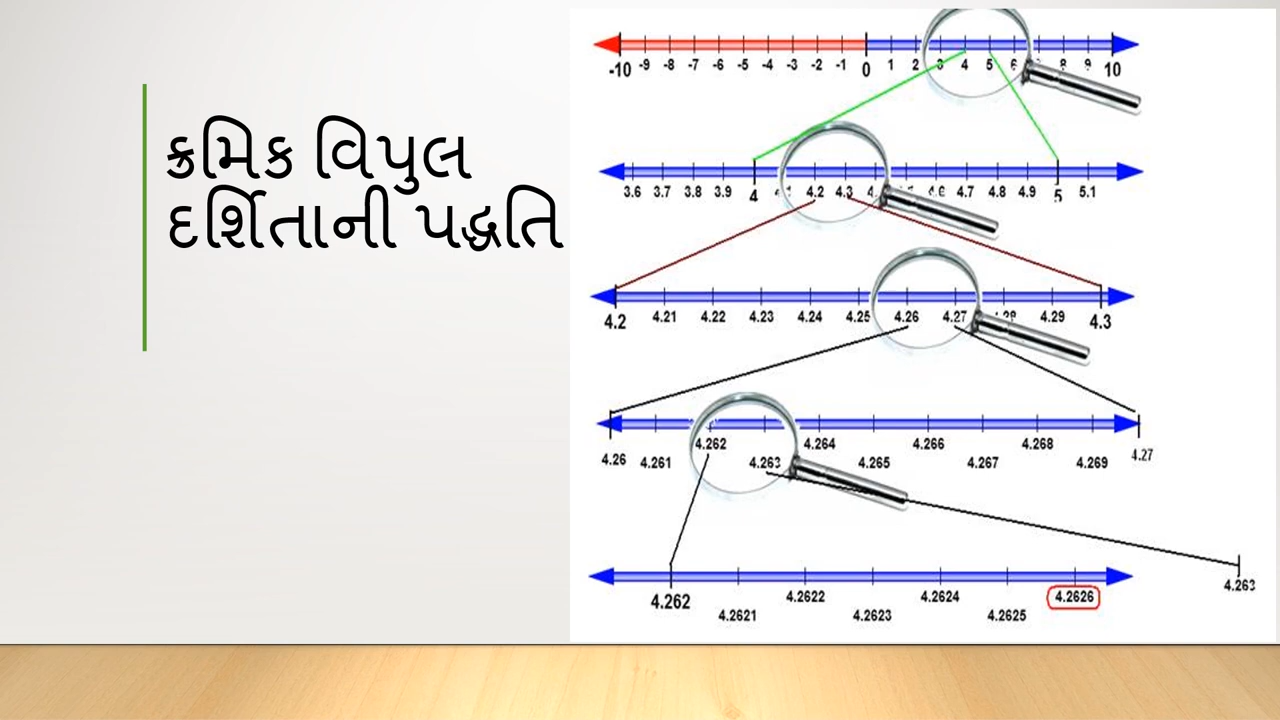 ક્રમિક વિપુલ
દર્શિતાની પદ્ધતિ
-10 -9 -8 -7 -6 -5 -4 -3 -2 -1 0 1 2 3 4 5 6 8 9 10
3.6 3.7 3.8 3.9 4 4.2 4.3 4.6 4.7 4.8 4.9 5 5.1
4.2 4.21 4.22 4.23 4.24 4.25 4.26 4.27 4.28 4.29 4.3
4.262 4.264 4.266 4.268 4.27
4.26 4.261 4.263 4.265 4.267 4.269
4.263
4.262 4.2622 4.2624 4.2626
4.2621 4.2623 4.2625